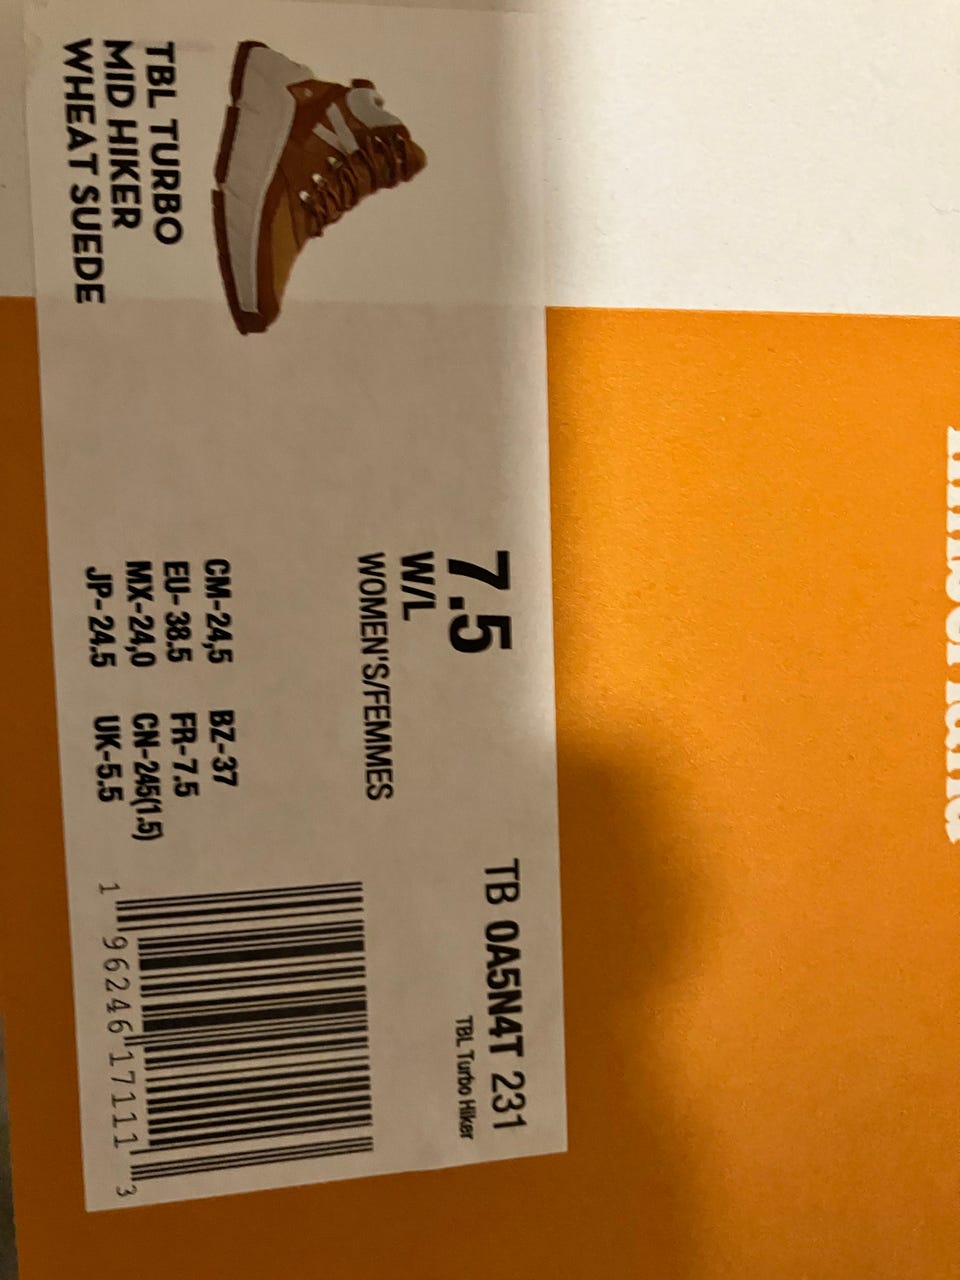 TBL TURBO
MID HIKER
WHEAT SUEDE
7.5
W/L
WOMEN'S/FEMMES
CM-24,5 BZ-37
EU-38.5 FR-7.5
MX-24,0 CN-245(1.5)
JP-24.5 UK-5.5
TB 0A5N4T 231
TBL Turbo Hiker
1 96246 17111 3